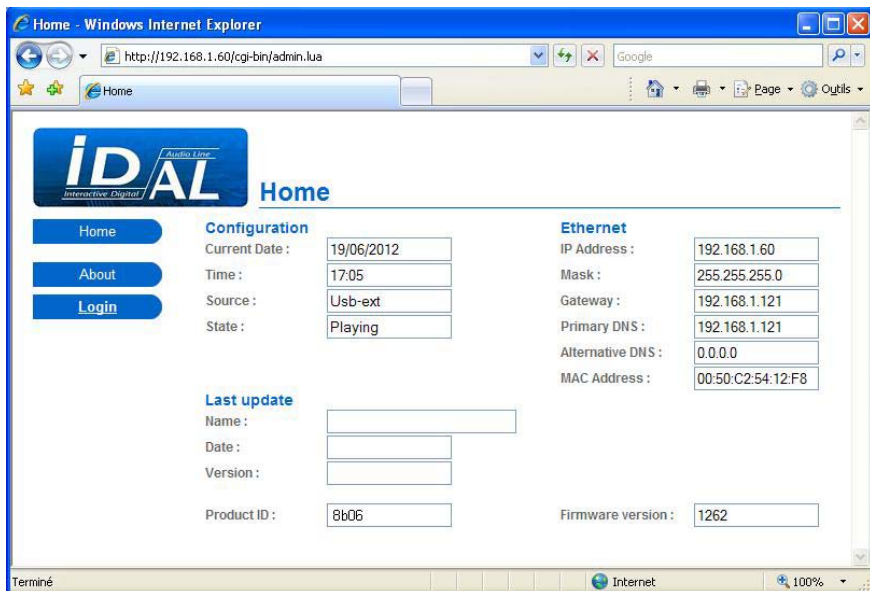 Home - Windows Internet Explorer
http://192.168.1.60/cgi-bin/admin.lua
Google
Home
Page
Outils
iDAL
Audio Line
Interactive Digital
Home
Home
About
Login
Configuration
Current Date : 19/06/2012
Time : 17:05
Source : Usb-ext
State : Playing
Ethernet
IP Address : 192.168.1.60
Mask : 255.255.255.0
Gateway : 192.168.1.121
Primary DNS : 192.168.1.121
Alternative DNS : 0.0.0.0
MAC Address : 00:50:C2:54:12:F8
Last update
Name :
Date :
Version :
Product ID : 8b06
Firmware version : 1262
Terminé
Internet
100%